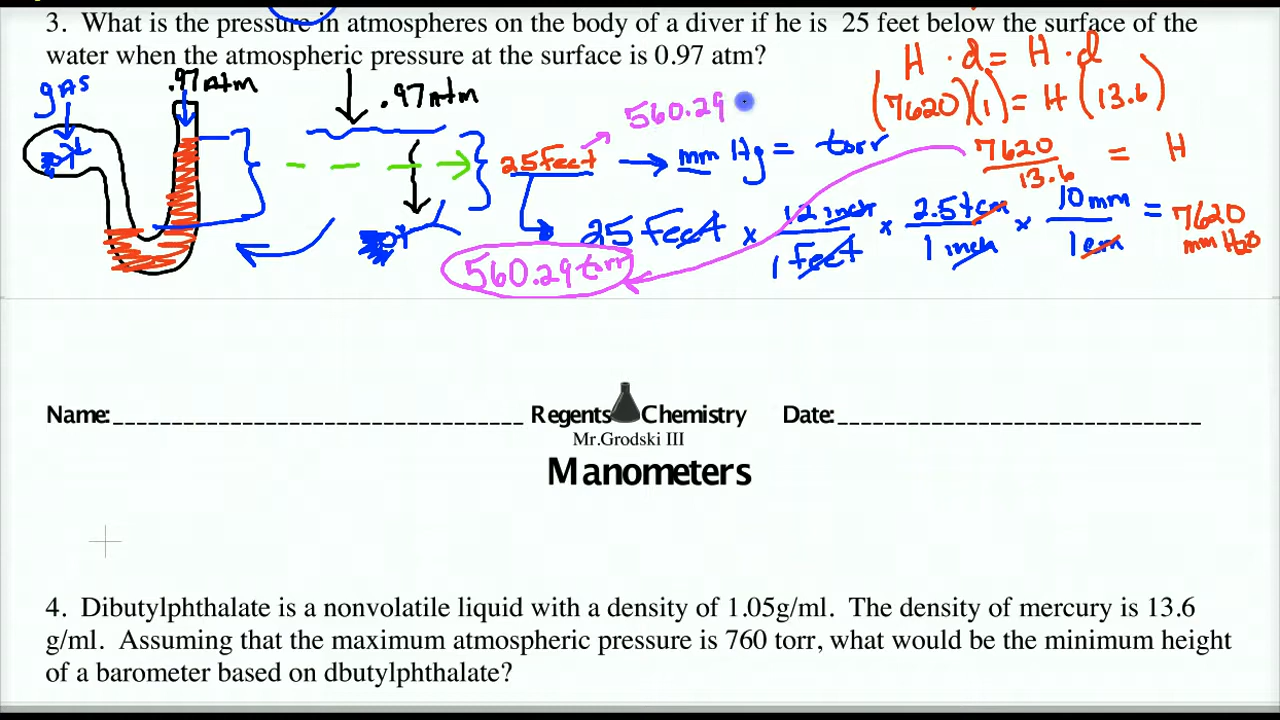 3. What is the pressure in atmospheres on the body of a diver if he is 25 feet below the surface of the
water when the atmospheric pressure at the surface is 0.97 atm?
H · d = H · d
(7620)(1) = H (13.6)
gas
.97 Atm
.97 Atm
560.29
25 feet → mm Hg = torr
7620 / 13.6 = H
25 feet × 12 inch / 1 feet × 2.54 cm / 1 inch × 10 mm / 1 cm = 7620 mm H2O
560.29 torr
Name:___________________________________ Regents Chemistry Date:______________________________
Mr.Grodski III
Manometers
4. Dibutylphthalate is a nonvolatile liquid with a density of 1.05g/ml. The density of mercury is 13.6
g/ml. Assuming that the maximum atmospheric pressure is 760 torr, what would be the minimum height
of a barometer based on dbutylphthalate?